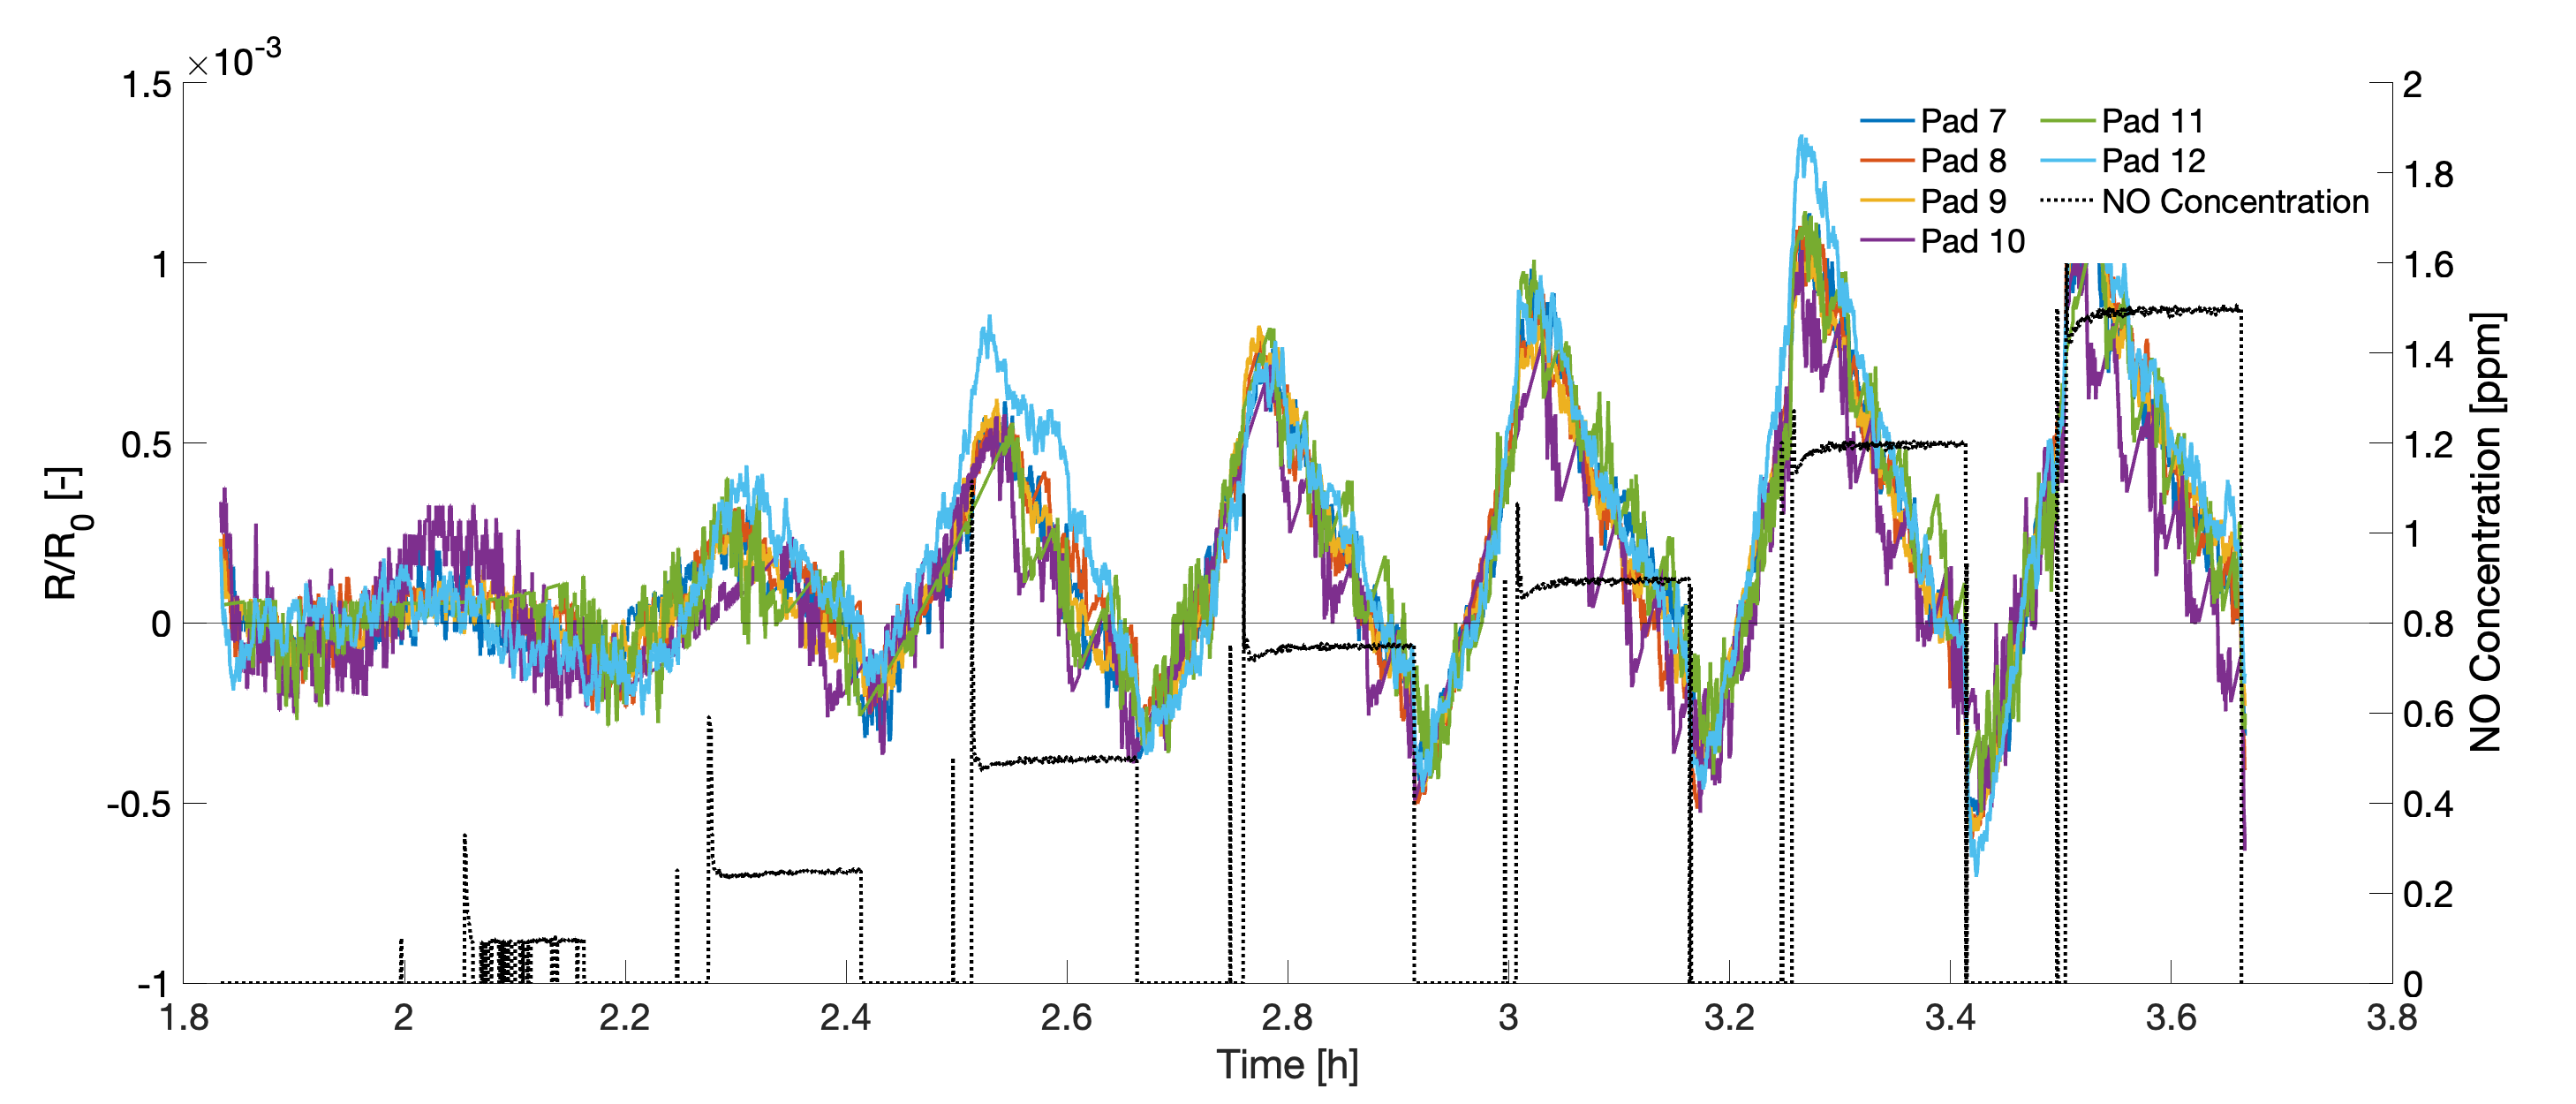 ×10-3
1.5
1
0.5
0
-0.5
-1
R/R0 [-]
Pad 7
Pad 8
Pad 9
Pad 10
Pad 11
Pad 12
NO Concentration
2
1.8
1.6
1.4
1.2
1
0.8
0.6
0.4
0.2
0
NO Concentration [ppm]
1.8 2 2.2 2.4 2.6 2.8 3 3.2 3.4 3.6 3.8
Time [h]